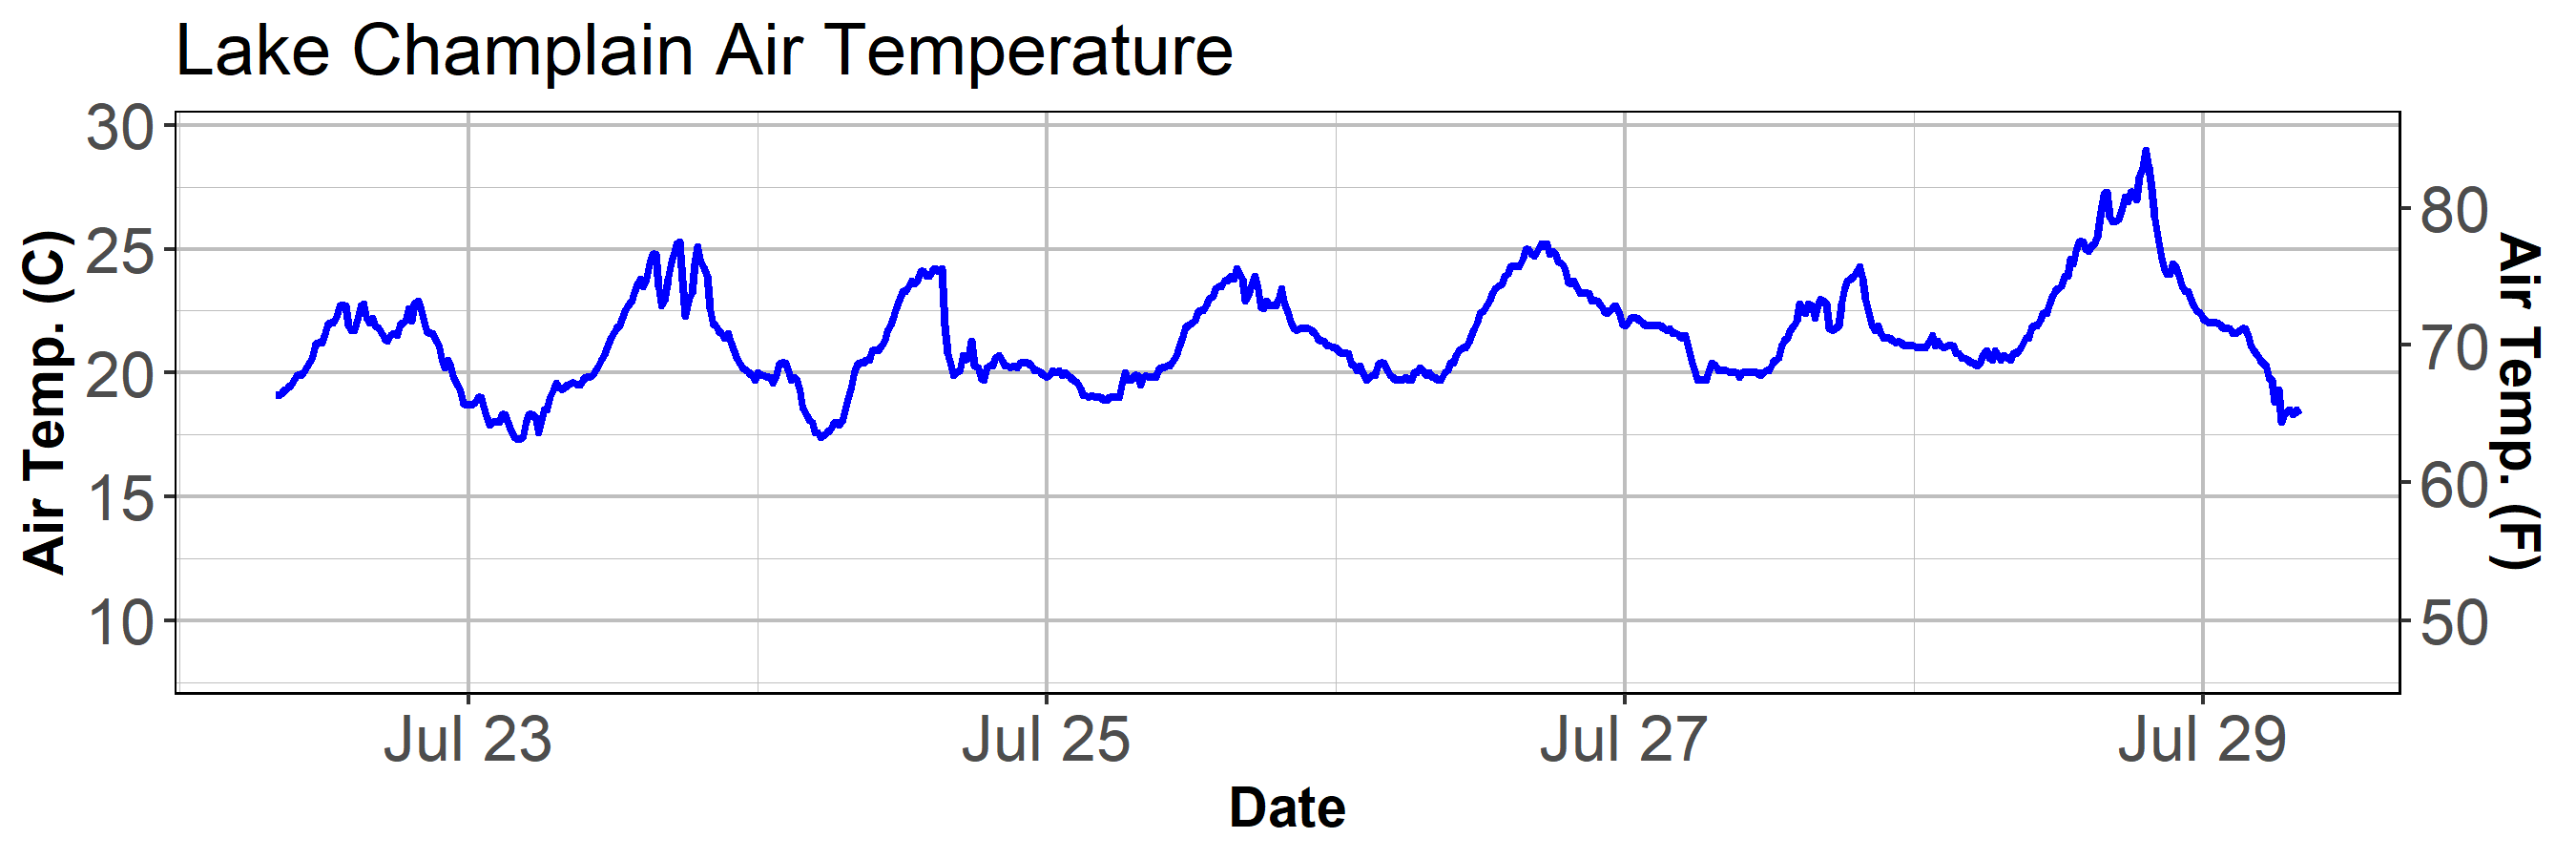 Lake Champlain Air Temperature
Air Temp. (C)
30
25
20
15
10
80
70
60
50
Air Temp. (F)
Jul 23 Jul 25 Jul 27 Jul 29
Date